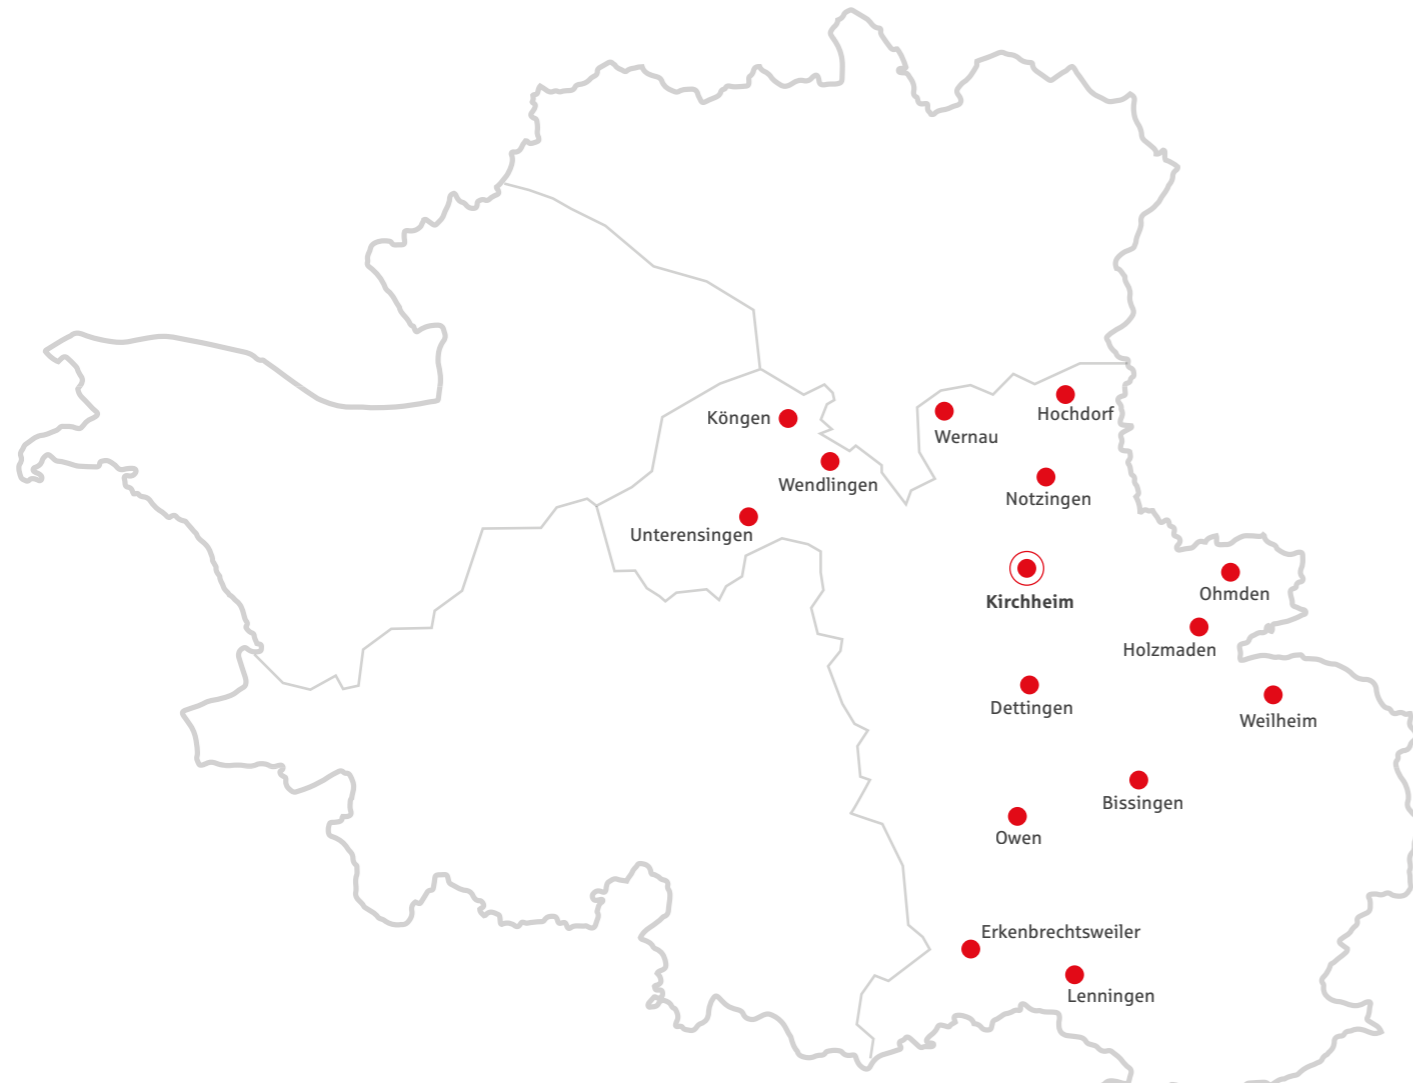 Hochdorf
Köngen
Wernau
Wendlingen
Notzingen
Unterensingen
Ohmden
Kirchheim
Holzmaden
Dettingen
Weilheim
Bissingen
Owen
Erkenbrechtsweiler
Lenningen